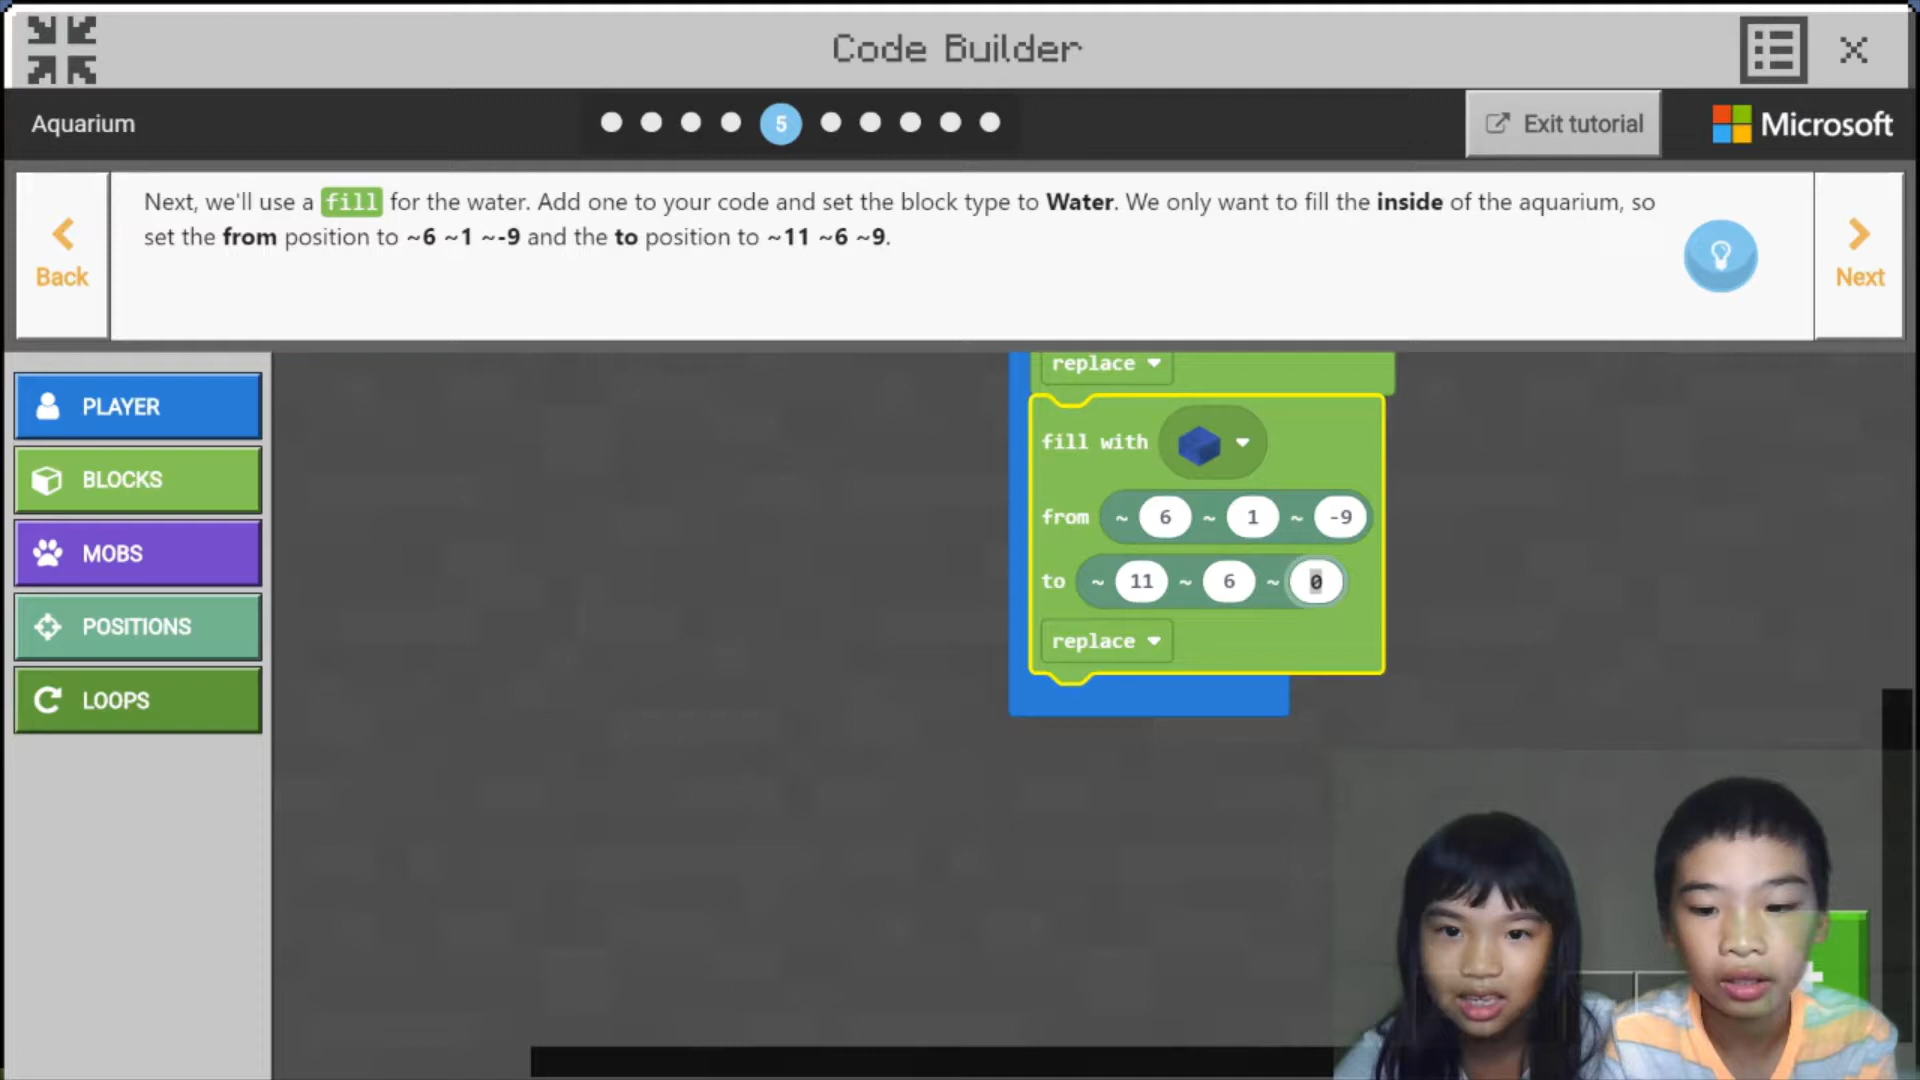 Code Builder
Aquarium
5
Exit tutorial
Microsoft
Back
Next, we'll use a fill for the water. Add one to your code and set the block type to Water. We only want to fill the inside of the aquarium, so
set the from position to ~6 ~1 ~-9 and the to position to ~11 ~6 ~9.
Next
PLAYER
BLOCKS
MOBS
POSITIONS
LOOPS
replace
fill with
from ~ 6 ~ 1 ~ -9
to ~ 11 ~ 6 ~ 0
replace